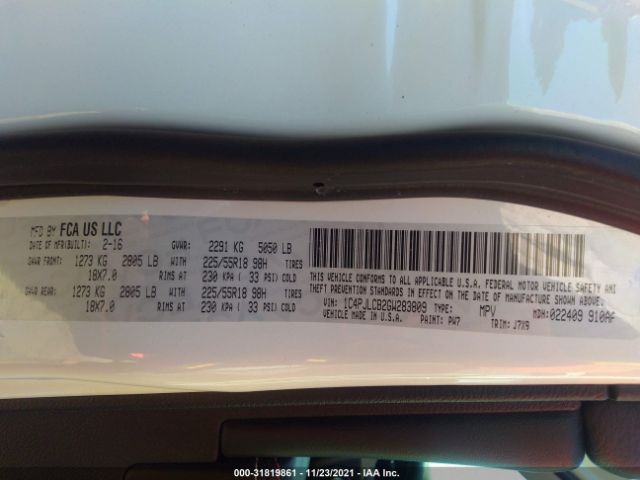 MFD BY FCA US LLC
DATE OF MFR(BUILT): 2-16 GVWR: 2291 KG 5050 LB
GAWR FRONT: 1273 KG 2805 LB WITH 225/55R18 98H TIRES
18X7.0 RIMS AT 230 KPA ( 33 PSI) COLD
GAWR REAR: 1273 KG 2805 LB WITH 225/55R18 98H TIRES
18X7.0 RIMS AT 230 KPA ( 33 PSI) COLD
THIS VEHICLE CONFORMS TO ALL APPLICABLE U.S.A. FEDERAL MOTOR VEHICLE SAFETY AND
THEFT PREVENTION STANDARDS IN EFFECT ON THE DATE OF MANUFACTURE SHOWN ABOVE.
VIN: 1C4PJLCB2GW283809 TYPE: MPV MDH: 022409 910AF
VEHICLE MADE IN U.S.A. PAINT: PW7 TRIM: J7X9
000-31819861 - 11/23/2021 - IAA Inc.